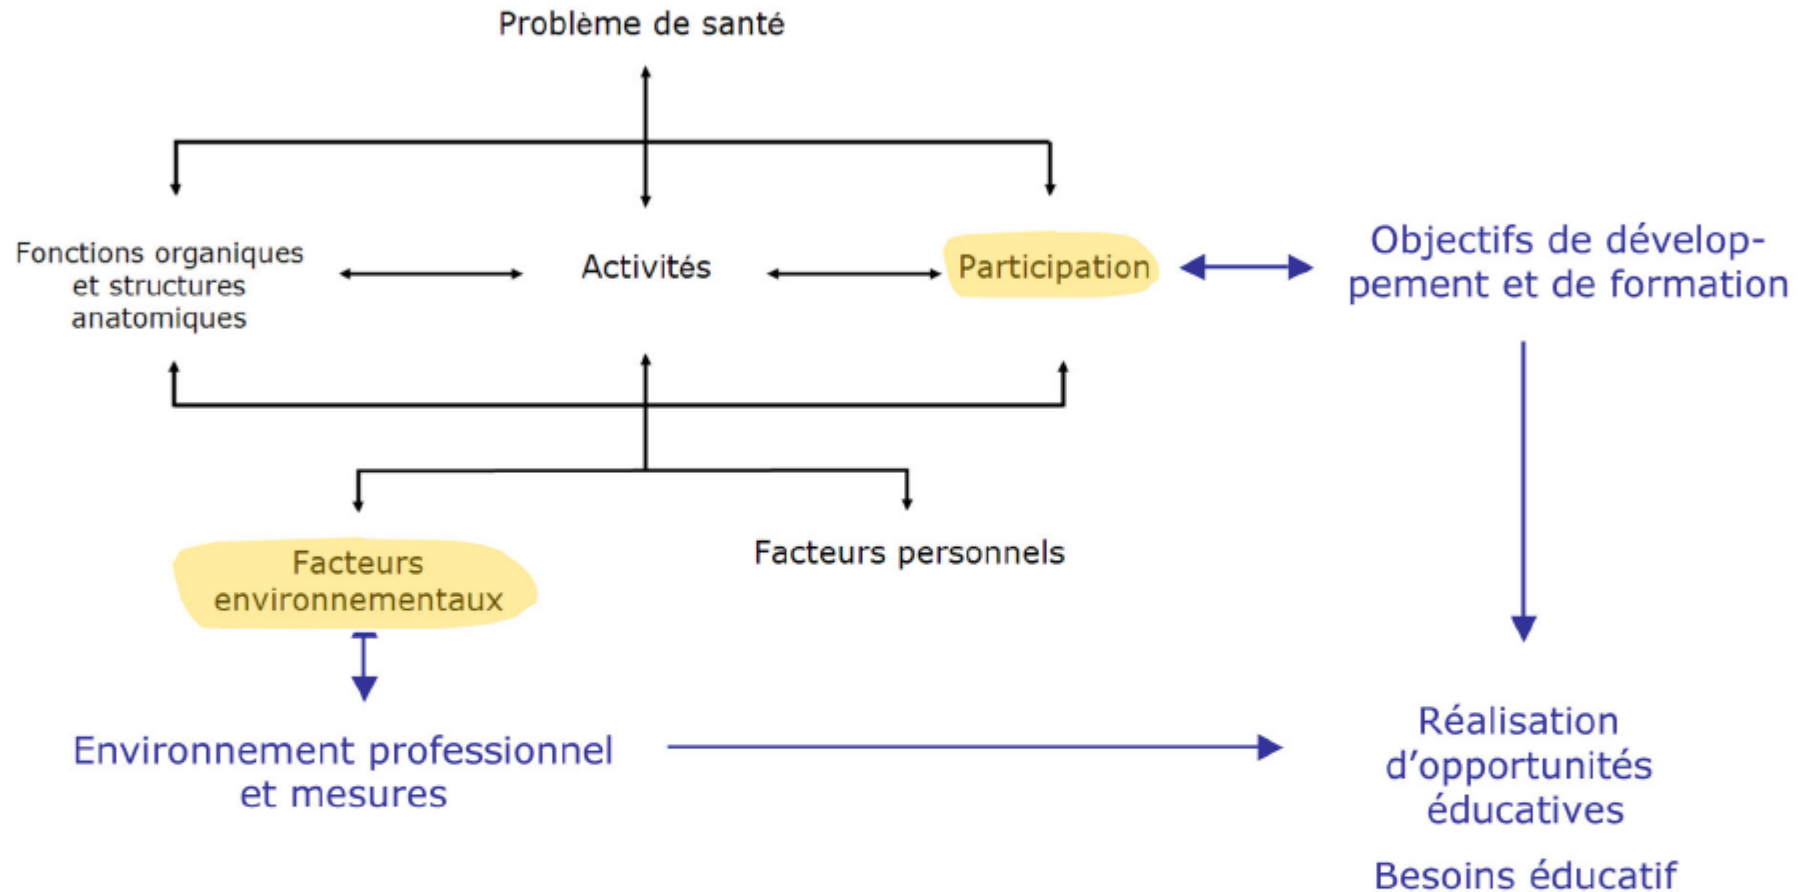 Problème de santé
Fonctions organiques
et structures
anatomiques
Activités
Participation
Objectifs de dévelop-
pement et de formation
Facteurs
environnementaux
Facteurs personnels
Environnement professionnel
et mesures
Réalisation
d'opportunités
éducatives
Besoins éducatif